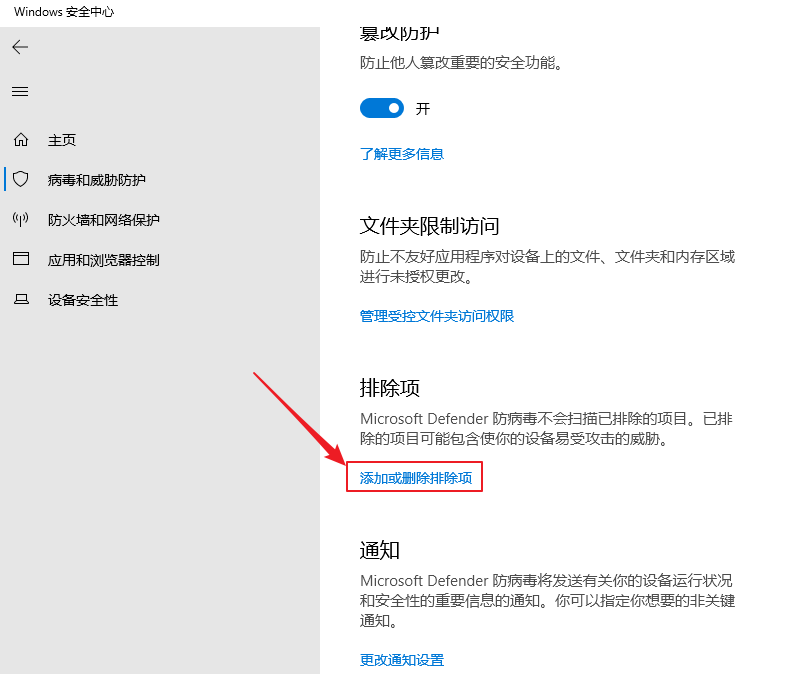 Windows 安全中心
主页
病毒和威胁防护
防火墙和网络保护
应用和浏览器控制
设备安全性
篡改防护
防止他人篡改重要的安全功能。
开
了解更多信息
文件夹限制访问
防止不友好应用程序对设备上的文件、文件夹和内存区域
进行未授权更改。
管理受控文件夹访问权限
排除项
Microsoft Defender 防病毒不会扫描已排除的项目。已排
除的项目可能包含使你的设备易受攻击的威胁。
添加或删除排除项
通知
Microsoft Defender 防病毒将发送有关你的设备运行状况
和安全性的重要信息的通知。你可以指定你想要的非关键
通知。
更改通知设置